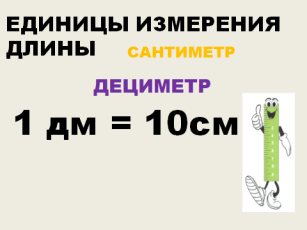 ЕДИНИЦЫ ИЗМЕРЕНИЯ
ДЛИНЫ
САНТИМЕТР
ДЕЦИМЕТР
1 дм = 10см